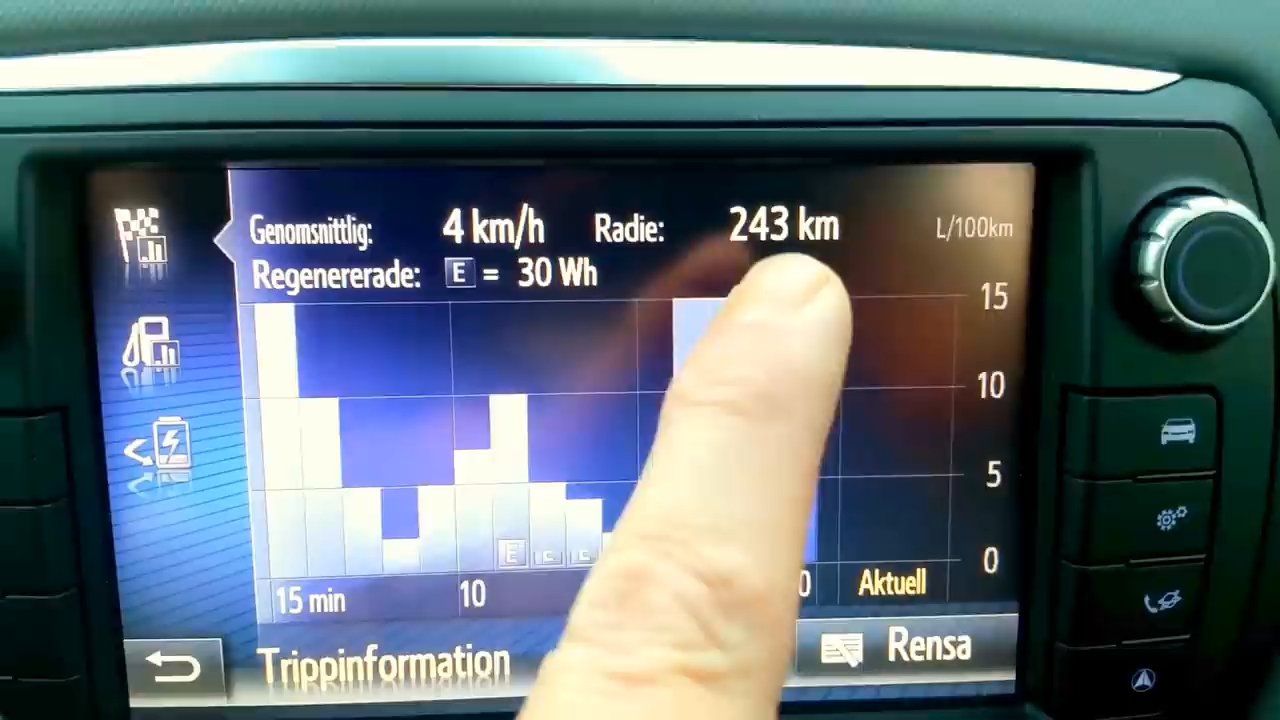 Genomsnittlig: 4 km/h Radie: 243 km L/100km
Regenererade: E = 30 Wh
15
10
5
0
E E E
15 min 10 0 Aktuell
Trippinformation Rensa